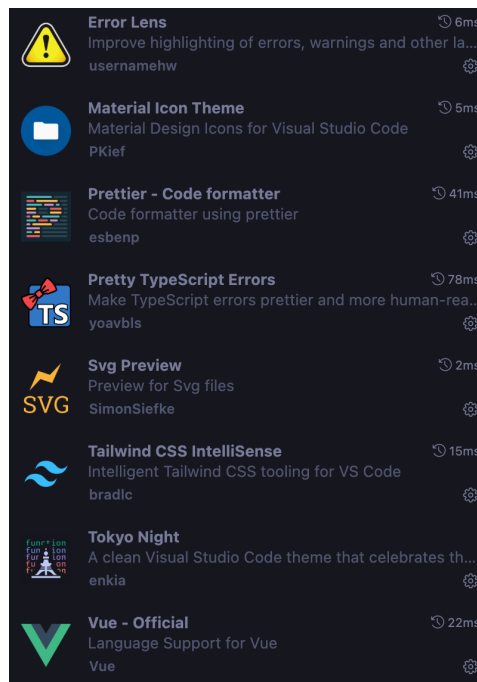 Error Lens 6ms
Improve highlighting of errors, warnings and other la...
usernamehw
Material Icon Theme 5ms
Material Design Icons for Visual Studio Code
PKief
Prettier - Code formatter 41ms
Code formatter using prettier
esbenp
Pretty TypeScript Errors 78ms
Make TypeScript errors prettier and more human-rea...
yoavbls
TS
Svg Preview 2ms
Preview for Svg files
SimonSiefke
SVG
Tailwind CSS IntelliSense 15ms
Intelligent Tailwind CSS tooling for VS Code
bradlc
Tokyo Night
A clean Visual Studio Code theme that celebrates th...
enkia
function
Vue - Official 22ms
Language Support for Vue
Vue